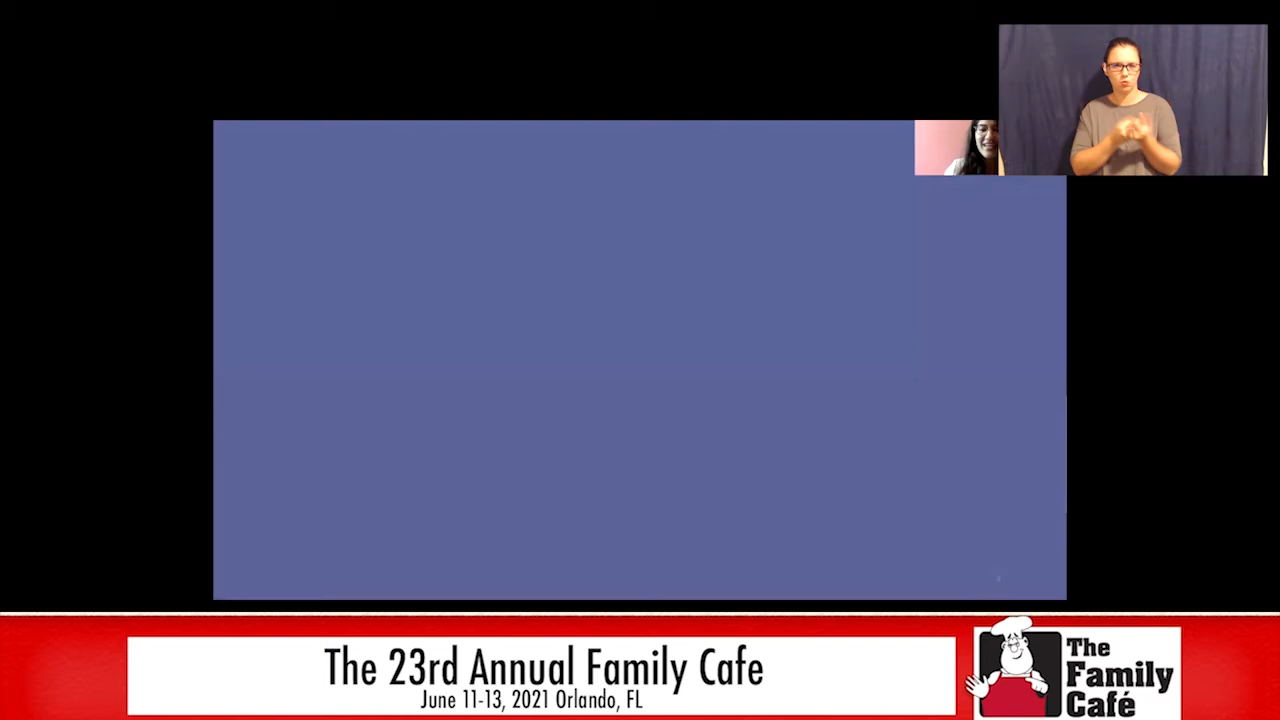 The 23rd Annual Family Cafe
June 11-13, 2021 Orlando, FL
The
Family
Café